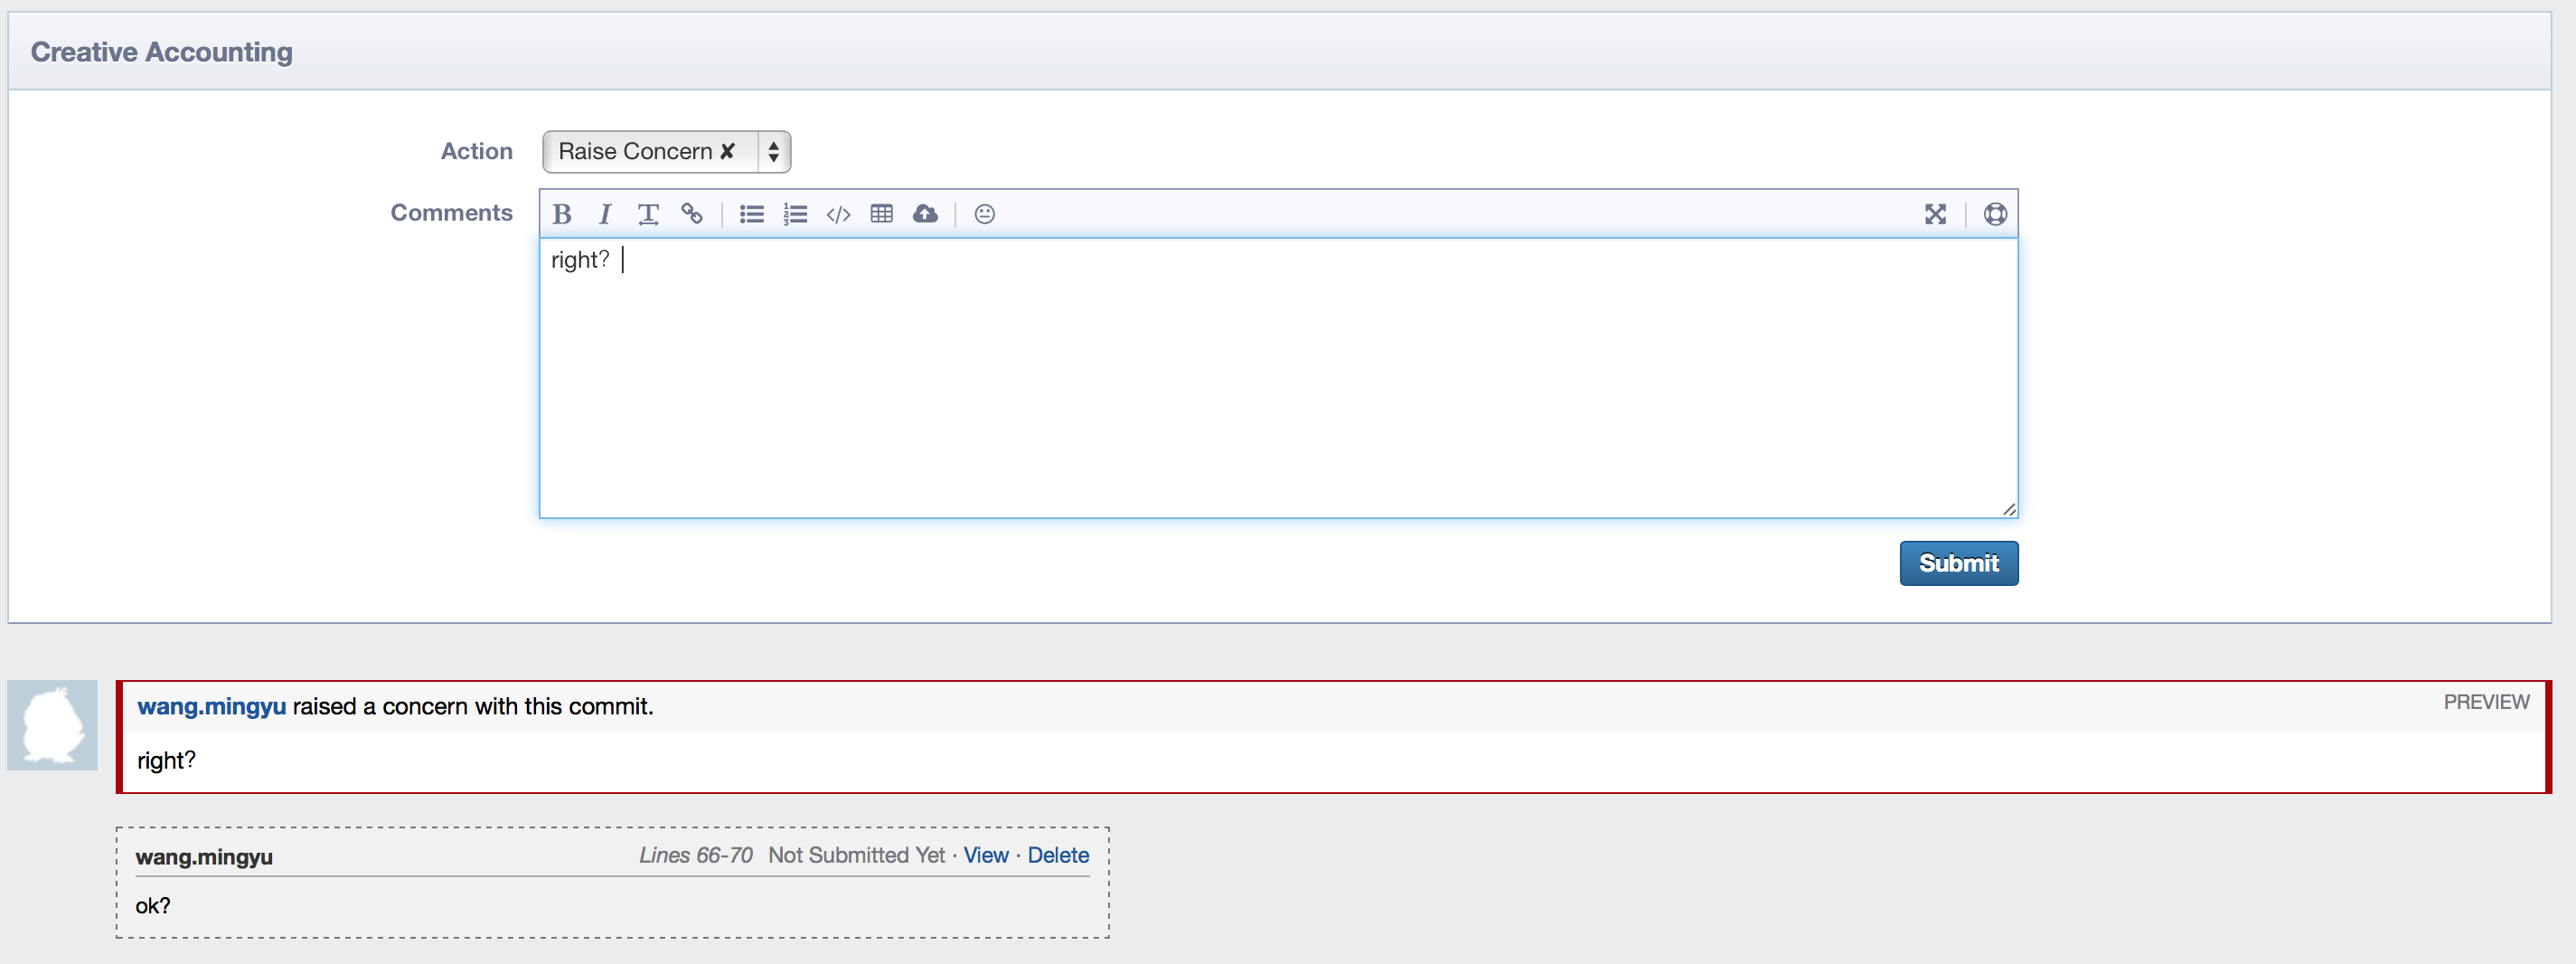 Creative Accounting
Action Raise Concern ✘
Comments
right?
Submit
wang.mingyu raised a concern with this commit. PREVIEW
right?
wang.mingyu Lines 66-70 Not Submitted Yet · View · Delete
ok?